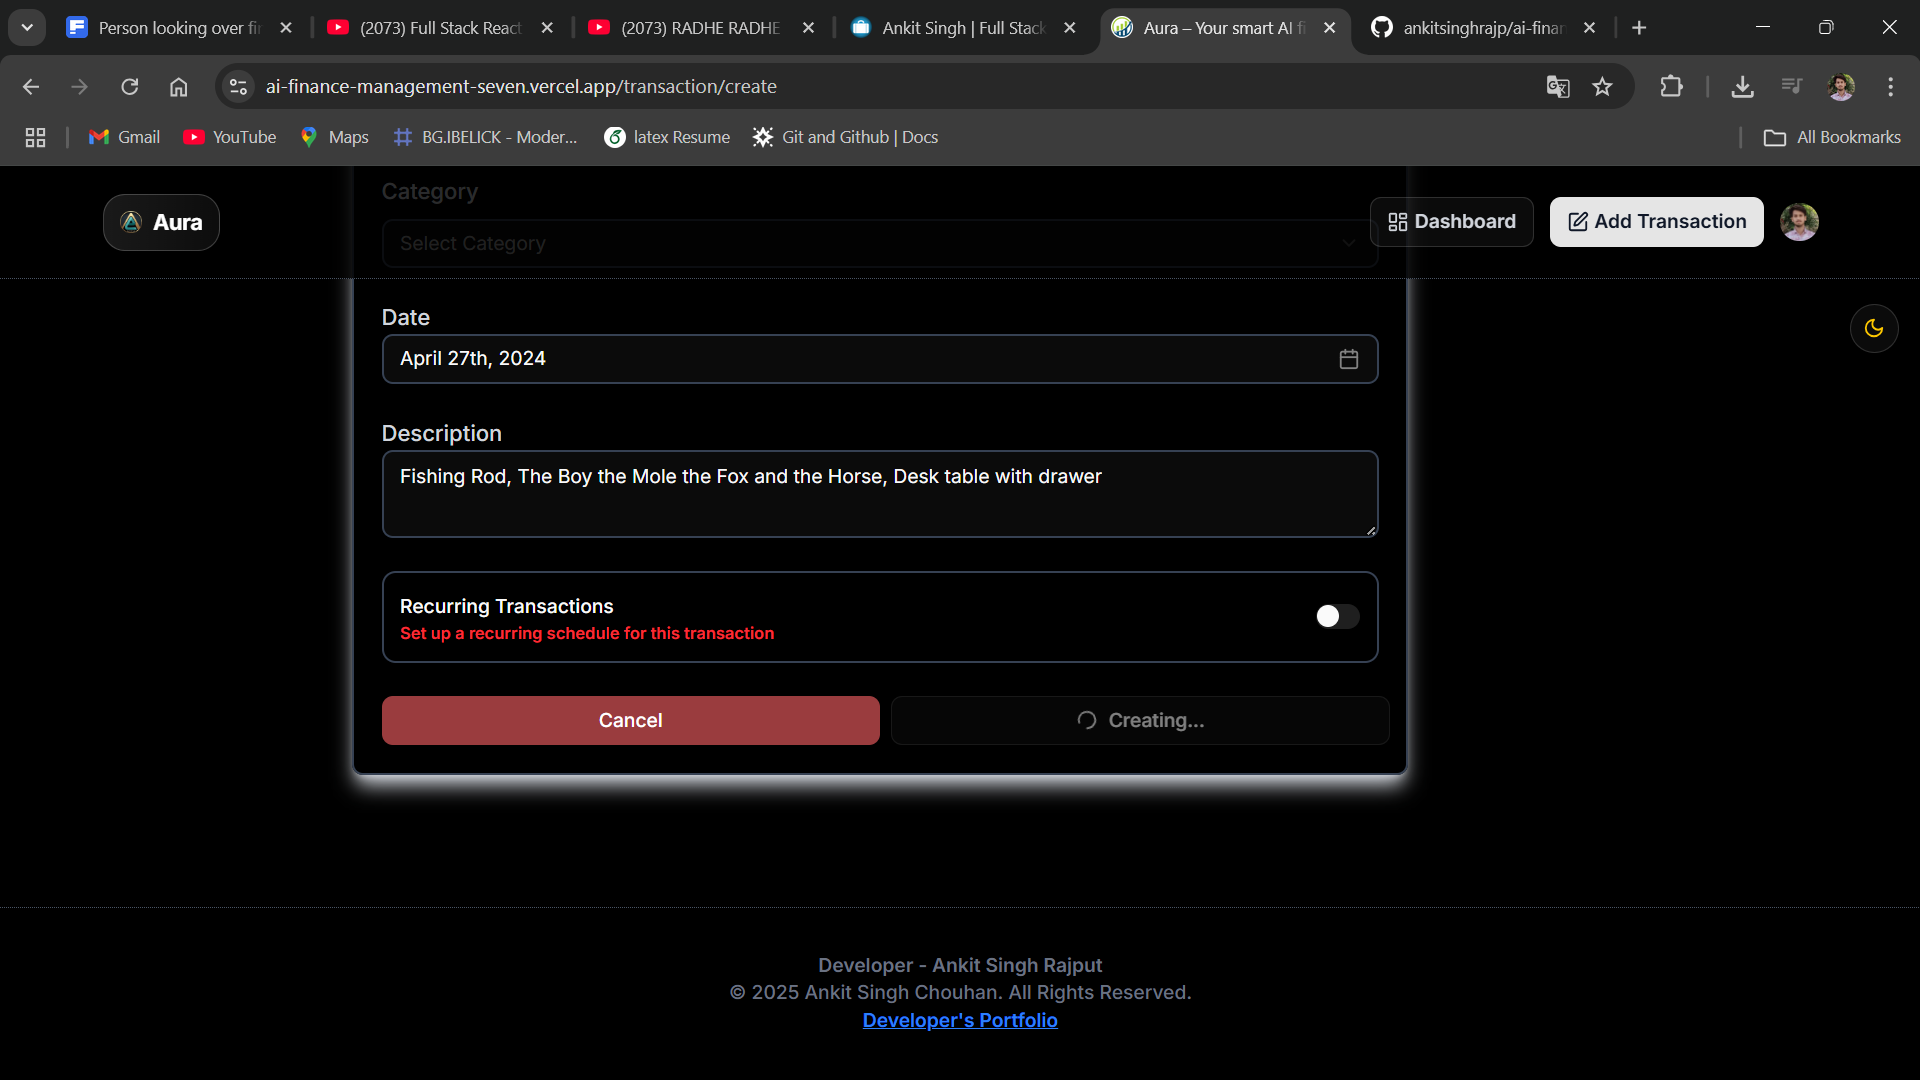 Person looking over fi
(2073) Full Stack React
(2073) RADHE RADHE
Ankit Singh | Full Stack
Aura – Your smart AI fi
ankitsinghrajp/ai-finan
ai-finance-management-seven.vercel.app/transaction/create
Gmail
YouTube
Maps
BG.IBELICK - Moder...
latex Resume
Git and Github | Docs
All Bookmarks
Aura
Dashboard
Add Transaction
Category
Select Category
Date
April 27th, 2024
Description
Fishing Rod, The Boy the Mole the Fox and the Horse, Desk table with drawer
Recurring Transactions
Set up a recurring schedule for this transaction
Cancel
Creating...
Developer - Ankit Singh Rajput
© 2025 Ankit Singh Chouhan. All Rights Reserved.
Developer's Portfolio